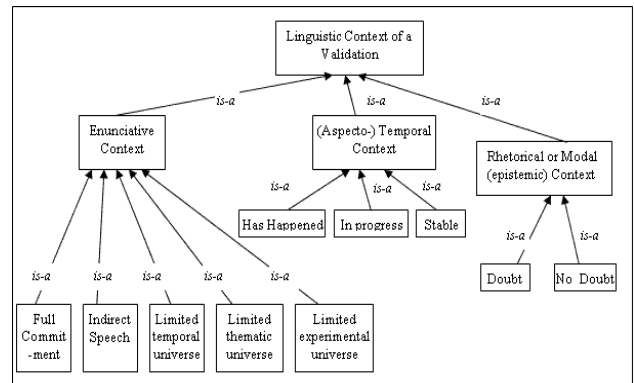 Linguistic Context of a
Validation
is-a
is-a
is-a
Enunciative
Context
(Aspecto-) Temporal
Context
Rhetorical or Modal
(epistemic) Context
is-a
is-a
is-a
Has Happened
In progress
Stable
is-a
is-a
Doubt
No Doubt
is-a
is-a
is-a
is-a
is-a
Full
Commit
-ment
Indirect
Speech
Limited
temporal
universe
Limited
thematic
universe
Limited
experimental
universe